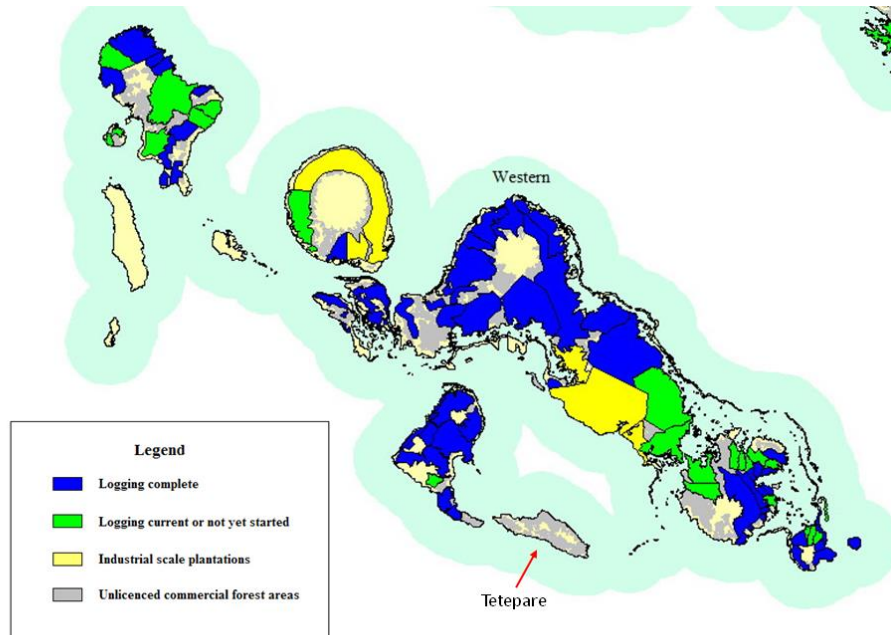 Western
Legend
Logging complete
Logging current or not yet started
Industrial scale plantations
Unlicenced commercial forest areas
Tetepare